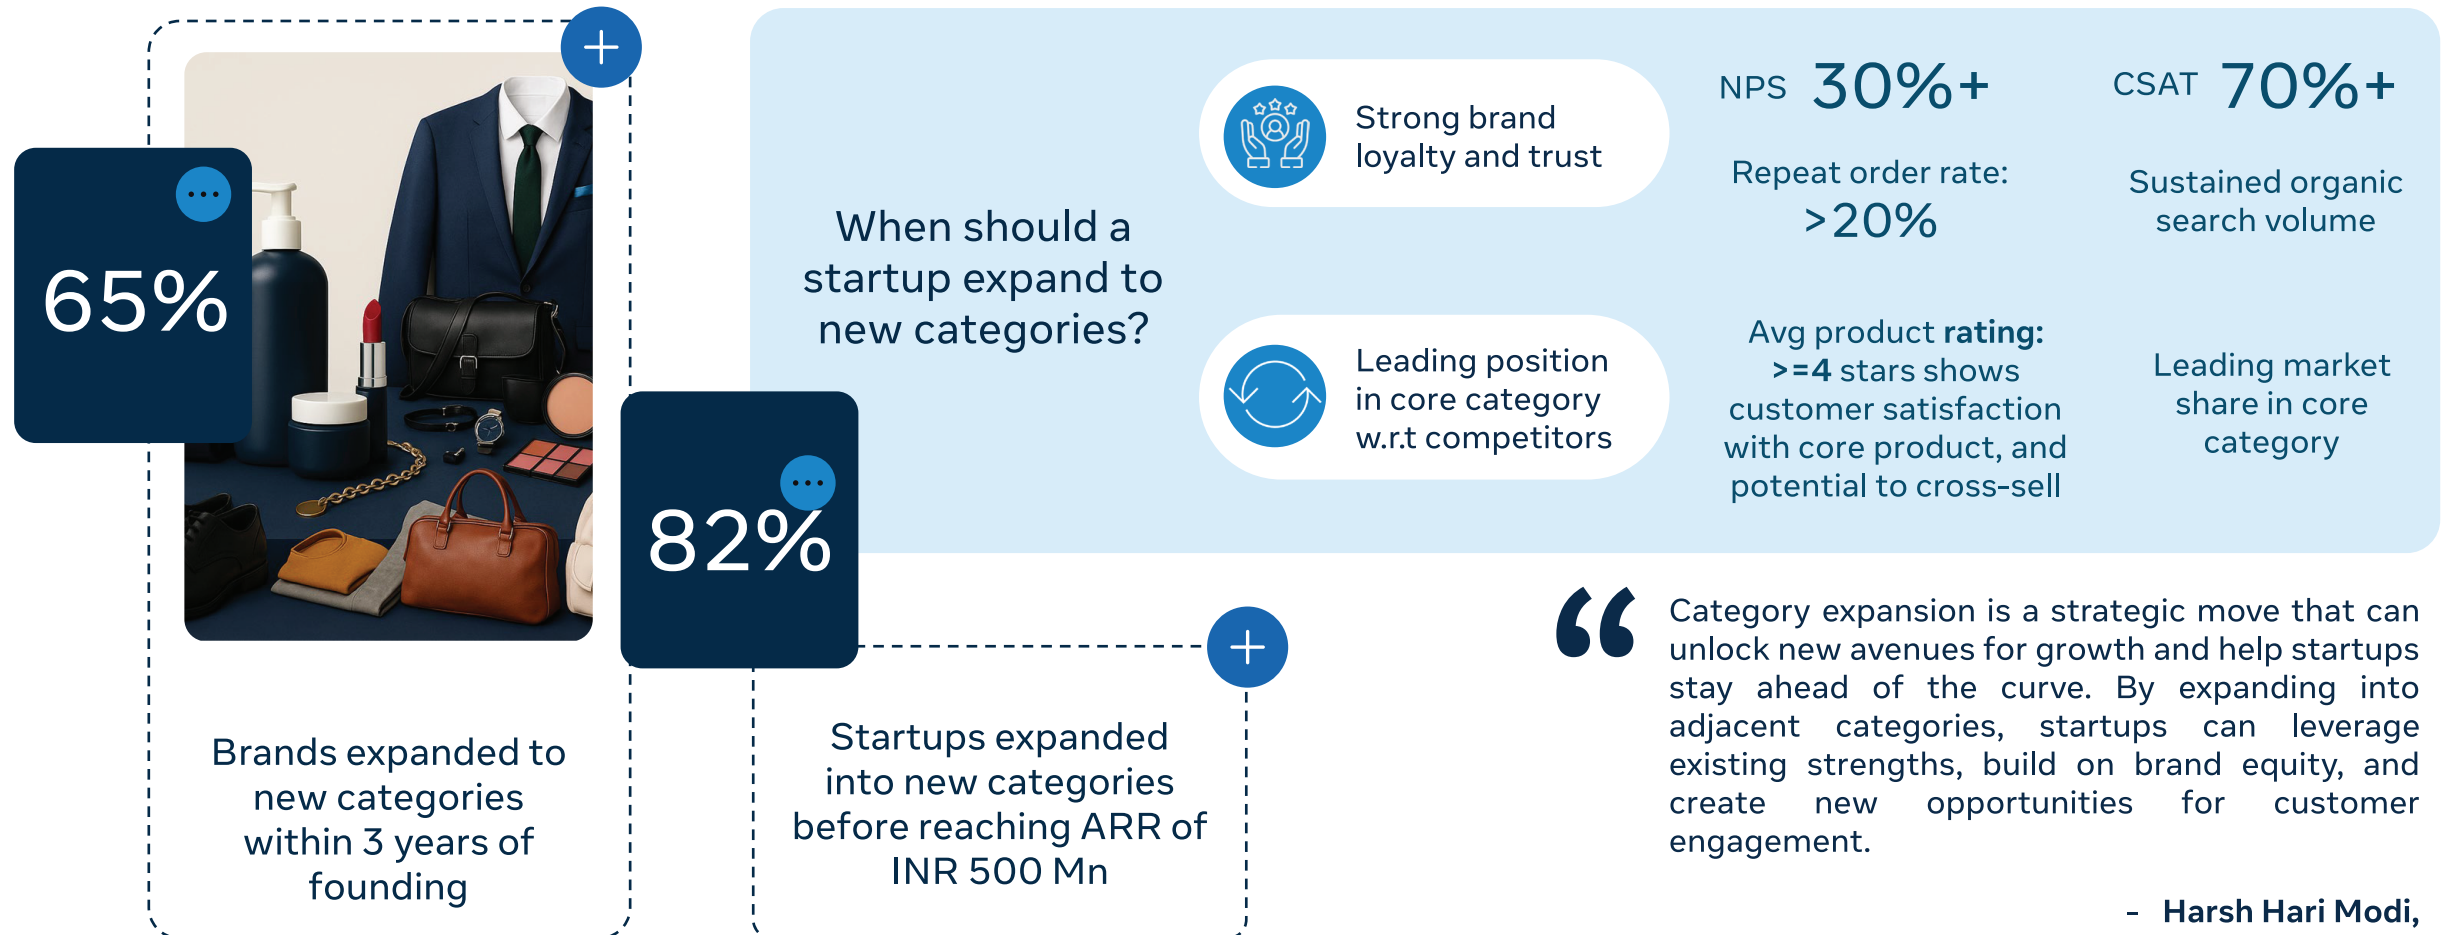 65%
Brands expanded to
new categories
within 3 years of
founding
82%
Startups expanded
into new categories
before reaching ARR of
INR 500 Mn
When should a
startup expand to
new categories?
Strong brand
loyalty and trust
NPS 30%+
CSAT 70%+
Repeat order rate:
>20%
Sustained organic
search volume
Leading position
in core category
w.r.t competitors
Avg product rating:
>=4 stars shows
customer satisfaction
with core product, and
potential to cross-sell
Leading market
share in core
category
“
Category expansion is a strategic move that can
unlock new avenues for growth and help startups
stay ahead of the curve. By expanding into
adjacent categories, startups can leverage
existing strengths, build on brand equity, and
create new opportunities for customer
engagement.
- Harsh Hari Modi,